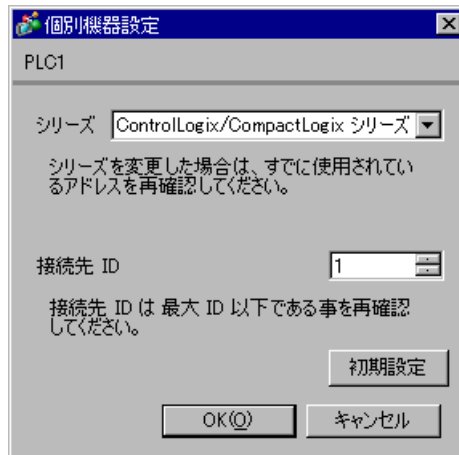 個別機器設定
PLC1
シリーズ ControlLogix/CompactLogix シリーズ
シリーズを変更した場合は、すでに使用されてい
るアドレスを再確認してください。
接続先 ID 1
接続先 ID は 最大 ID 以下である事を再確認
してください。
初期設定
OK(O) キャンセル